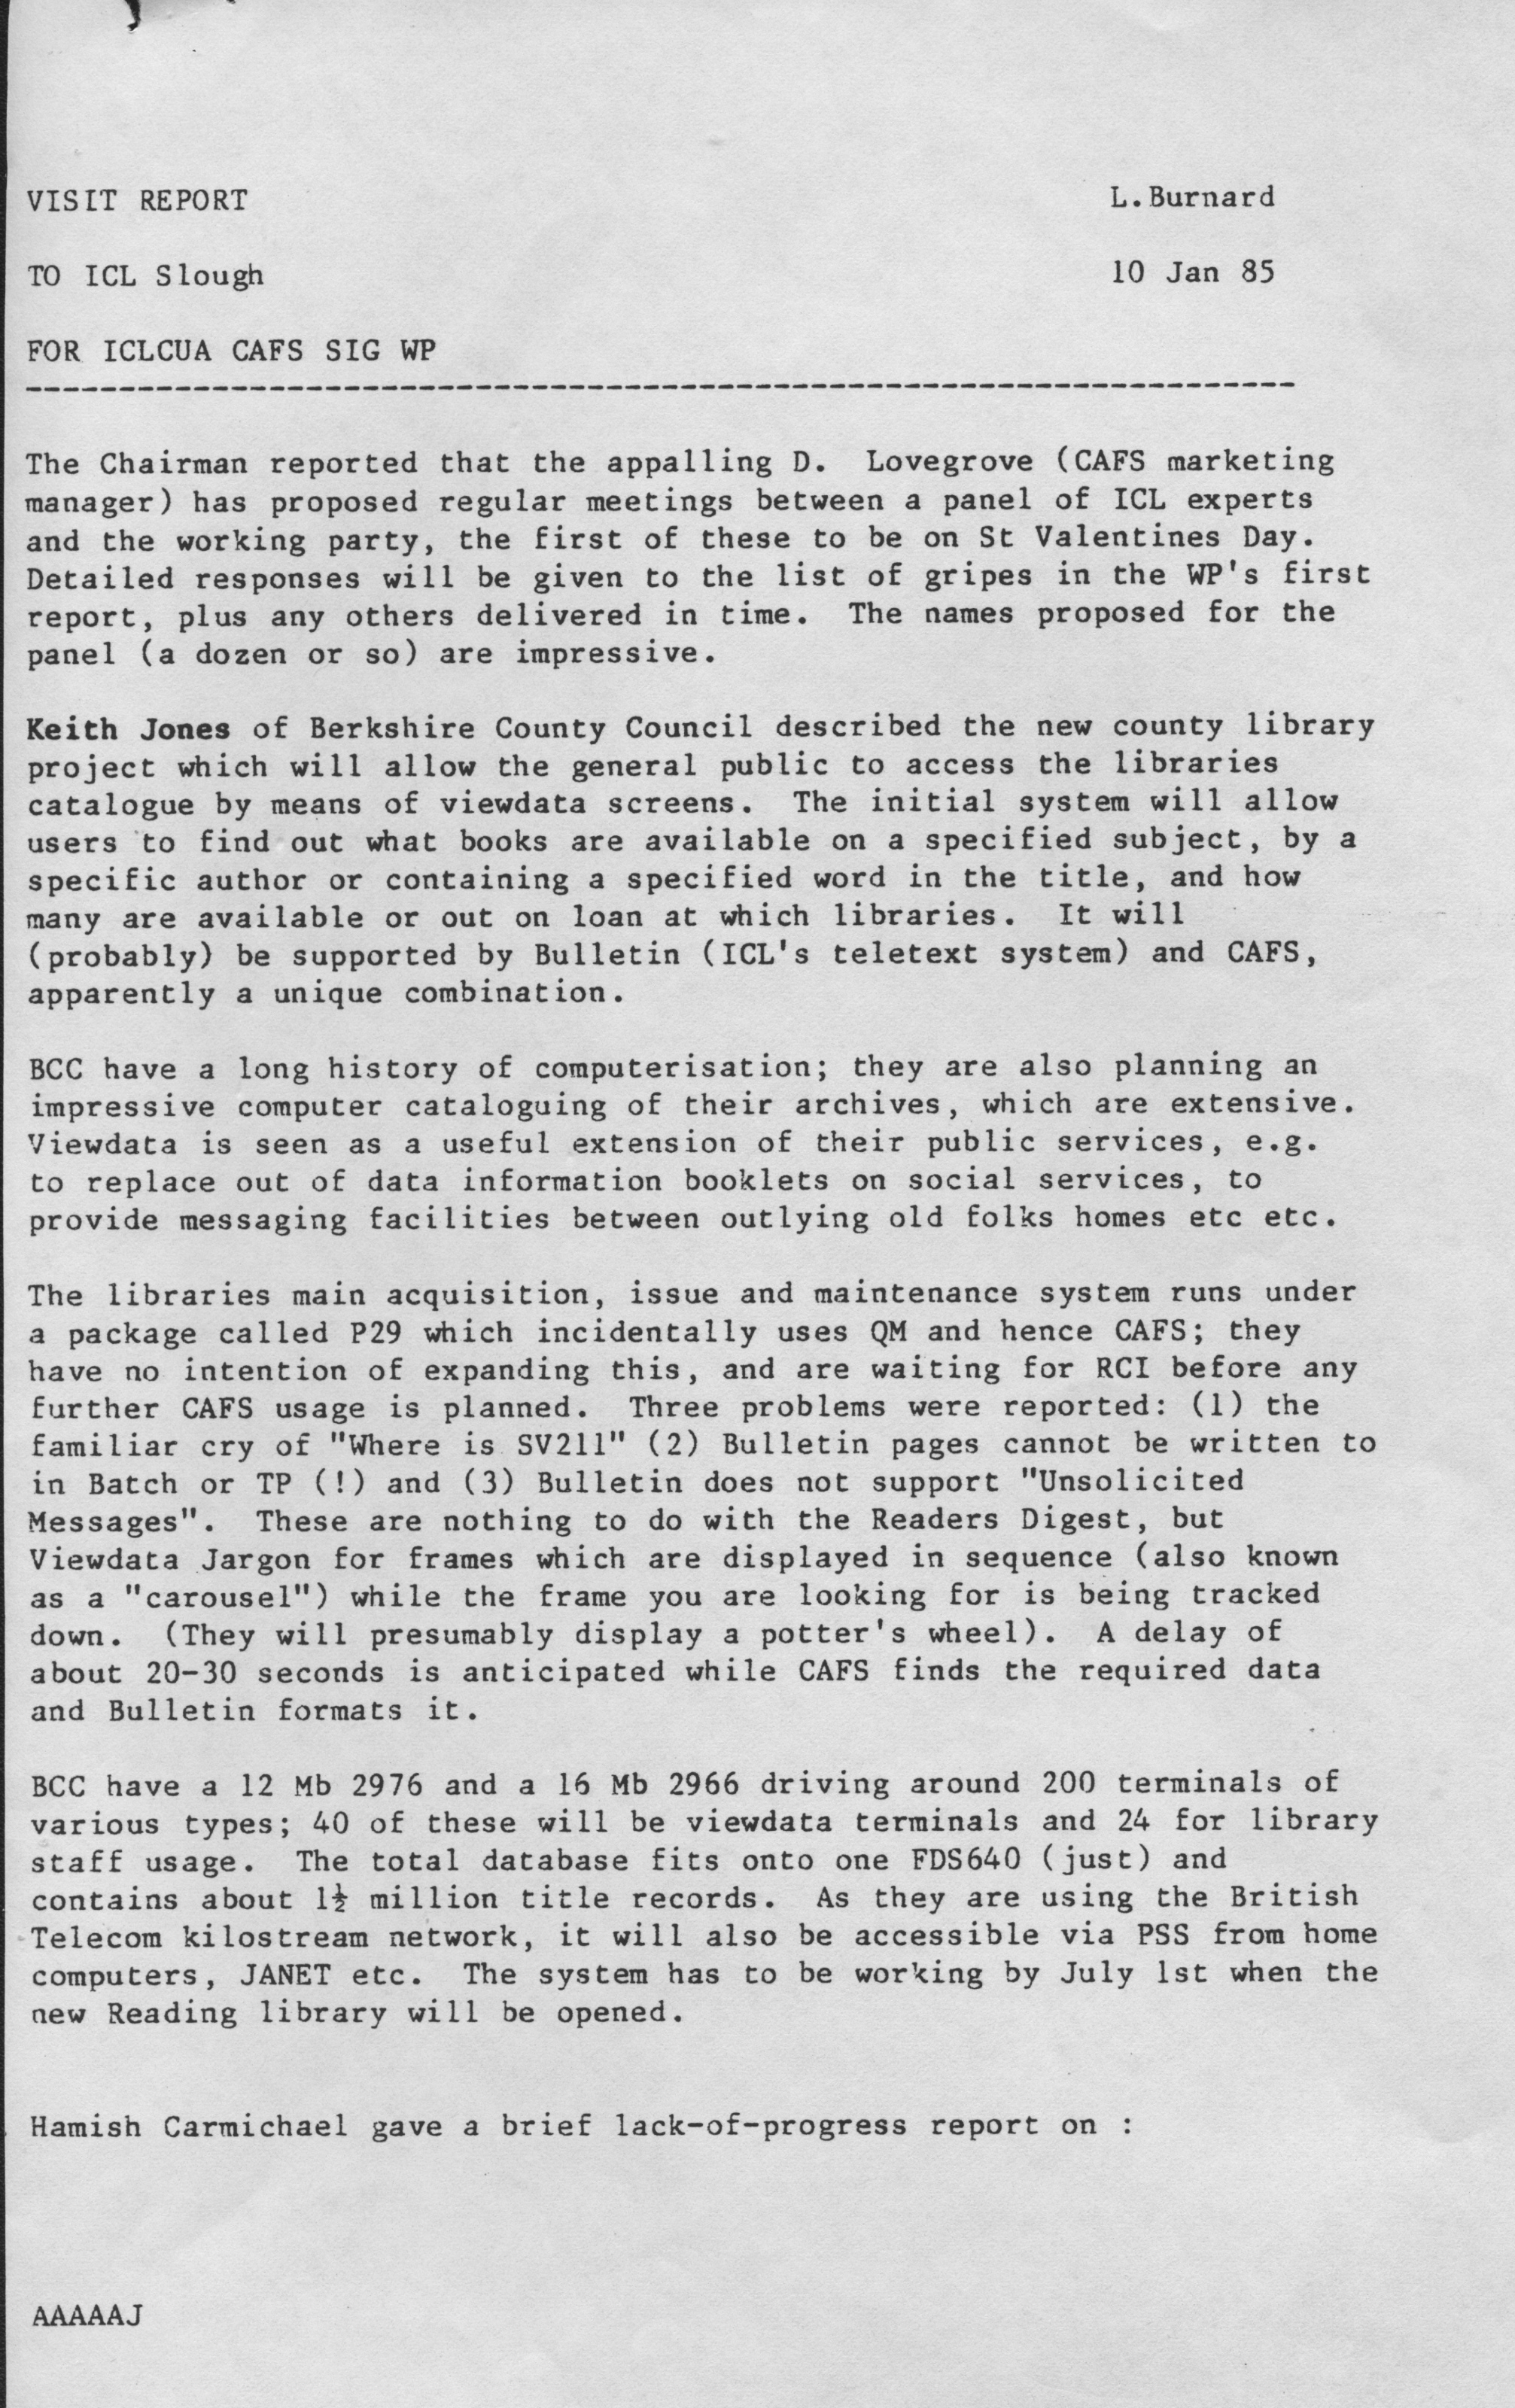 VISIT REPORT L.Burnard
TO ICL Slough 10 Jan 85
FOR ICLCUA CAFS SIG WP
The Chairman reported that the appalling D. Lovegrove (CAFS marketing
manager) has proposed regular meetings between a panel of ICL experts
and the working party, the first of these to be on St Valentines Day.
Detailed responses will be given to the list of gripes in the WP's first
report, plus any others delivered in time. The names proposed for the
panel (a dozen or so) are impressive.
Keith Jones of Berkshire County Council described the new county library
project which will allow the general public to access the libraries
catalogue by means of viewdata screens. The initial system will allow
users to find out what books are available on a specified subject, by a
specific author or containing a specified word in the title, and how
many are available or out on loan at which libraries. It will
(probably) be supported by Bulletin (ICL's teletext system) and CAFS,
apparently a unique combination.
BCC have a long history of computerisation; they are also planning an
impressive computer cataloguing of their archives, which are extensive.
Viewdata is seen as a useful extension of their public services, e.g.
to replace out of data information booklets on social services, to
provide messaging facilities between outlying old folks homes etc etc.
The libraries main acquisition, issue and maintenance system runs under
a package called P29 which incidentally uses QM and hence CAFS; they
have no intention of expanding this, and are waiting for RCI before any
further CAFS usage is planned. Three problems were reported: (1) the
familiar cry of "Where is SV211" (2) Bulletin pages cannot be written to
in Batch or TP (!) and (3) Bulletin does not support "Unsolicited
Messages". These are nothing to do with the Readers Digest, but
Viewdata Jargon for frames which are displayed in sequence (also known
as a "carousel") while the frame you are looking for is being tracked
down. (They will presumably display a potter's wheel). A delay of
about 20-30 seconds is anticipated while CAFS finds the required data
and Bulletin formats it.
BCC have a 12 Mb 2976 and a 16 Mb 2966 driving around 200 terminals of
various types; 40 of these will be viewdata terminals and 24 for library
staff usage. The total database fits onto one FDS640 (just) and
contains about 1½ million title records. As they are using the British
Telecom kilostream network, it will also be accessible via PSS from home
computers, JANET etc. The system has to be working by July 1st when the
new Reading library will be opened.
Hamish Carmichael gave a brief lack-of-progress report on :
AAAAAJ